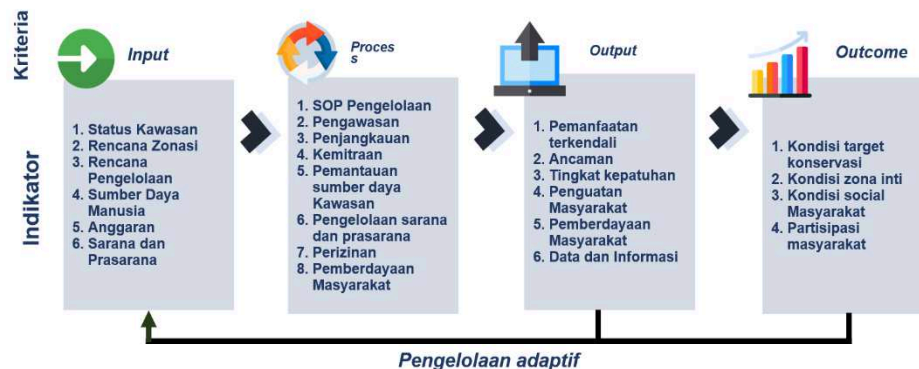 Kriteria
Input
Proces
s
Output
Outcome
Indikator
1. Status Kawasan
2. Rencana Zonasi
3. Rencana
Pengelolaan
4. Sumber Daya
Manusia
5. Anggaran
6. Sarana dan
Prasarana
1. SOP Pengelolaan
2. Pengawasan
3. Penjangkauan
4. Kemitraan
5. Pemantauan
sumber daya
Kawasan
6. Pengelolaan sarana
dan prasarana
7. Perizinan
8. Pemberdayaan
Masyarakat
1. Pemanfaatan
terkendali
2. Ancaman
3. Tingkat kepatuhan
4. Penguatan
Masyarakat
5. Pemberdayaan
Masyarakat
6. Data dan Informasi
1. Kondisi target
konservasi
2. Kondisi zona inti
3. Kondisi social
Masyarakat
4. Partisipasi
masyarakat
Pengelolaan adaptif